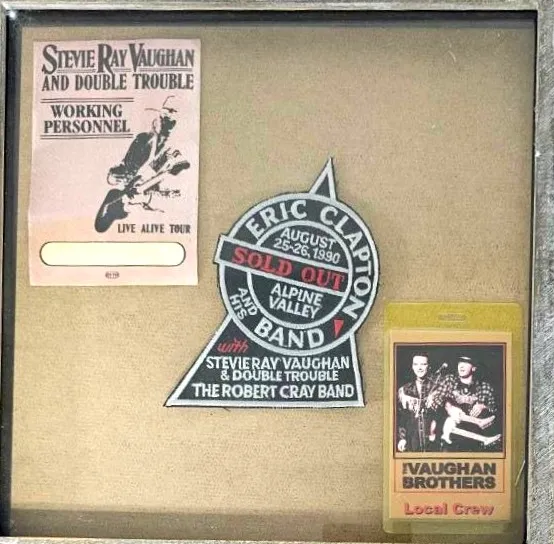 STEVIE RAY VAUGHAN
AND DOUBLE TROUBLE
WORKING
PERSONNEL
LIVE ALIVE TOUR
ERIC CLAPTON
AUGUST
25-26, 1990
SOLD OUT
ALPINE
VALLEY
AND HIS
BAND
with
STEVIE RAY VAUGHAN
& DOUBLE TROUBLE
THE ROBERT CRAY BAND
THE VAUGHAN
BROTHERS
Local Crew